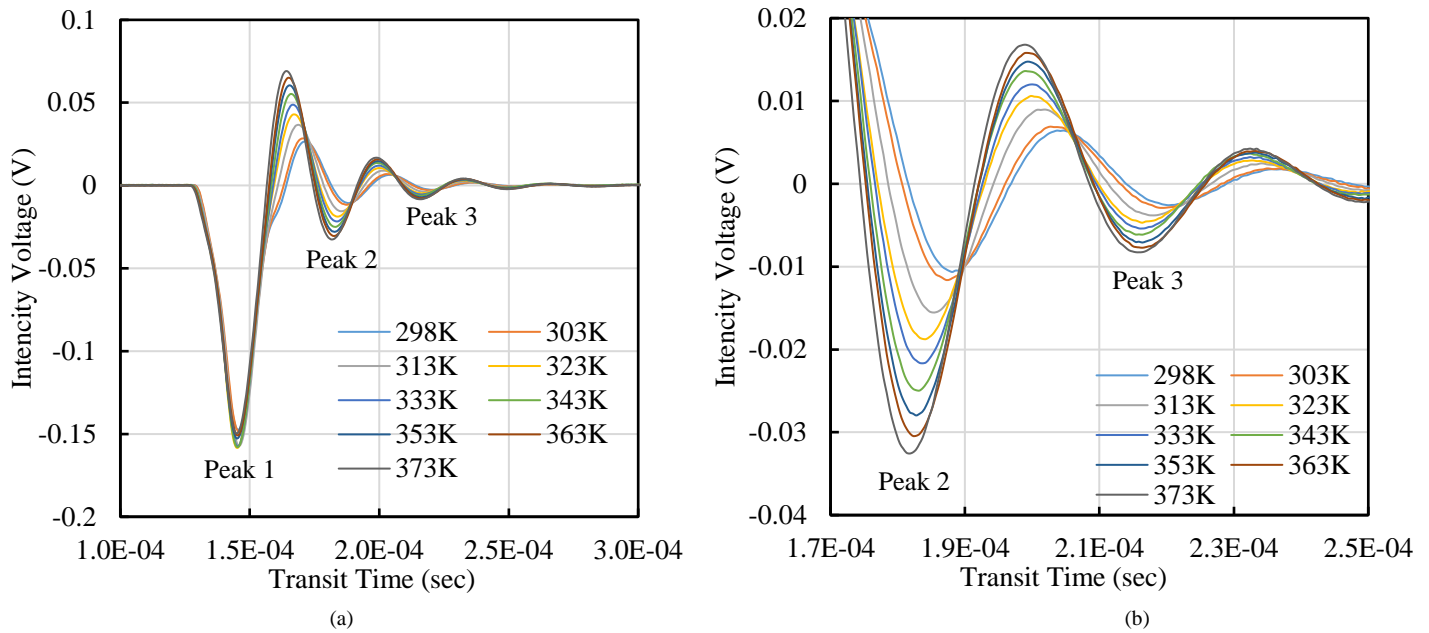 0.1
0.05
0
-0.05
-0.1
-0.15
-0.2
Intencity Voltage (V)
1.0E-04 1.5E-04 2.0E-04 2.5E-04 3.0E-04
Transit Time (sec)
Peak 1
Peak 2
Peak 3
298K 303K
313K 323K
333K 343K
353K 363K
373K
(a)
0.02
0.01
0
-0.01
-0.02
-0.03
-0.04
Intencity Voltage (V)
1.7E-04 1.9E-04 2.1E-04 2.3E-04 2.5E-04
Transit Time (sec)
Peak 2
Peak 3
298K 303K
313K 323K
333K 343K
353K 363K
373K
(b)